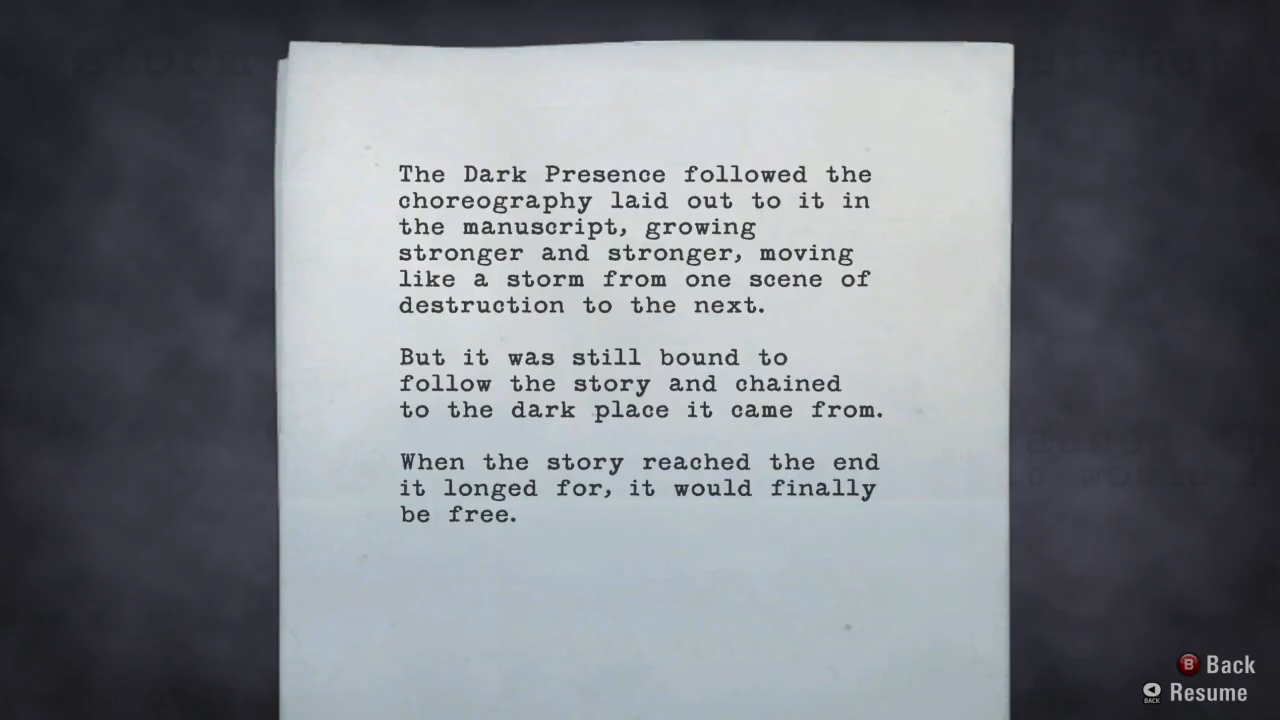 The Dark Presence followed the
choreography laid out to it in
the manuscript, growing
stronger and stronger, moving
like a storm from one scene of
destruction to the next.
But it was still bound to
follow the story and chained
to the dark place it came from.
When the story reached the end
it longed for, it would finally
be free.
B Back
BACK Resume